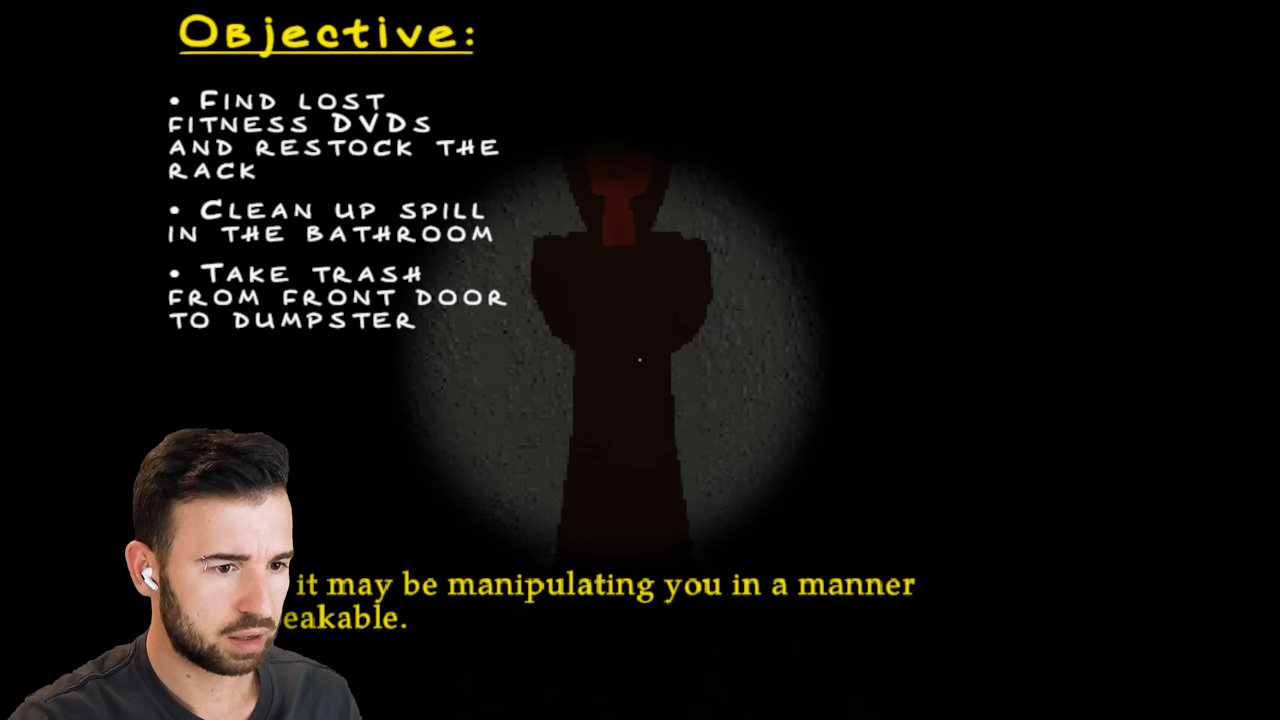 Objective:
• Find lost
fitness DVDs
and restock the
rack
• Clean up spill
in the bathroom
• Take trash
from front door
to dumpster
it may be manipulating you in a manner
eakable.